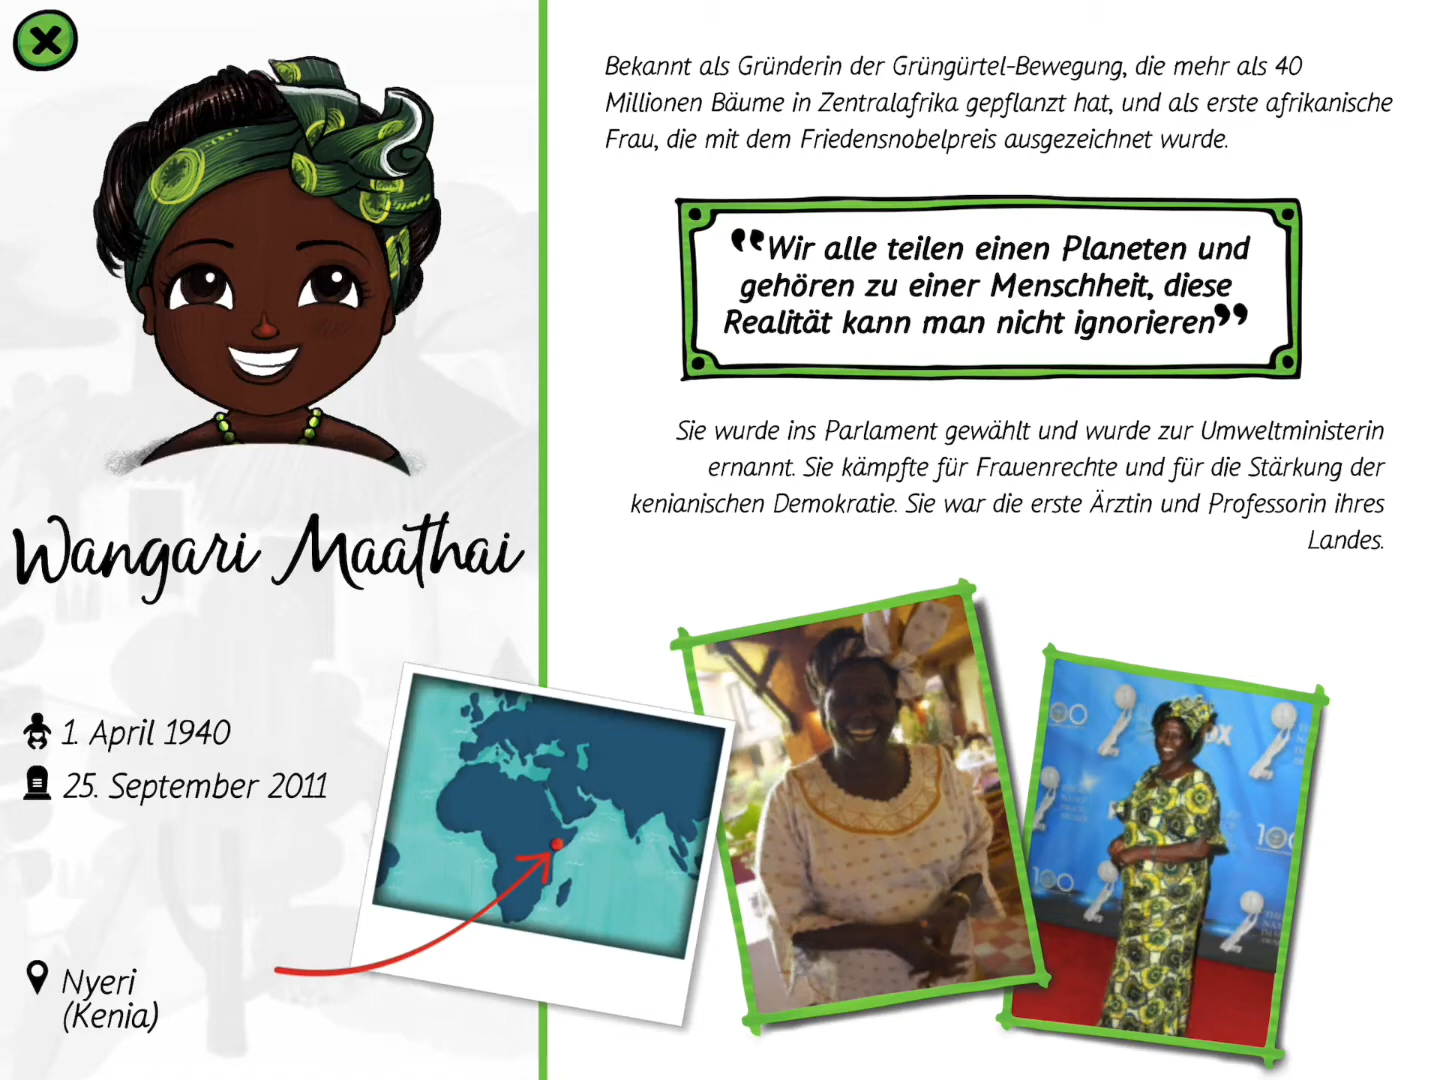 Bekannt als Gründerin der Grüngürtel-Bewegung, die mehr als 40
Millionen Bäume in Zentralafrika gepflanzt hat, und als erste afrikanische
Frau, die mit dem Friedensnobelpreis ausgezeichnet wurde.
❛❛Wir alle teilen einen Planeten und
gehören zu einer Menschheit, diese
Realität kann man nicht ignorieren❜❜
Sie wurde ins Parlament gewählt und wurde zur Umweltministerin
ernannt. Sie kämpfte für Frauenrechte und für die Stärkung der
kenianischen Demokratie. Sie war die erste Ärztin und Professorin ihres
Landes.
Wangari Maathai
1. April 1940
25. September 2011
Nyeri
(Kenia)